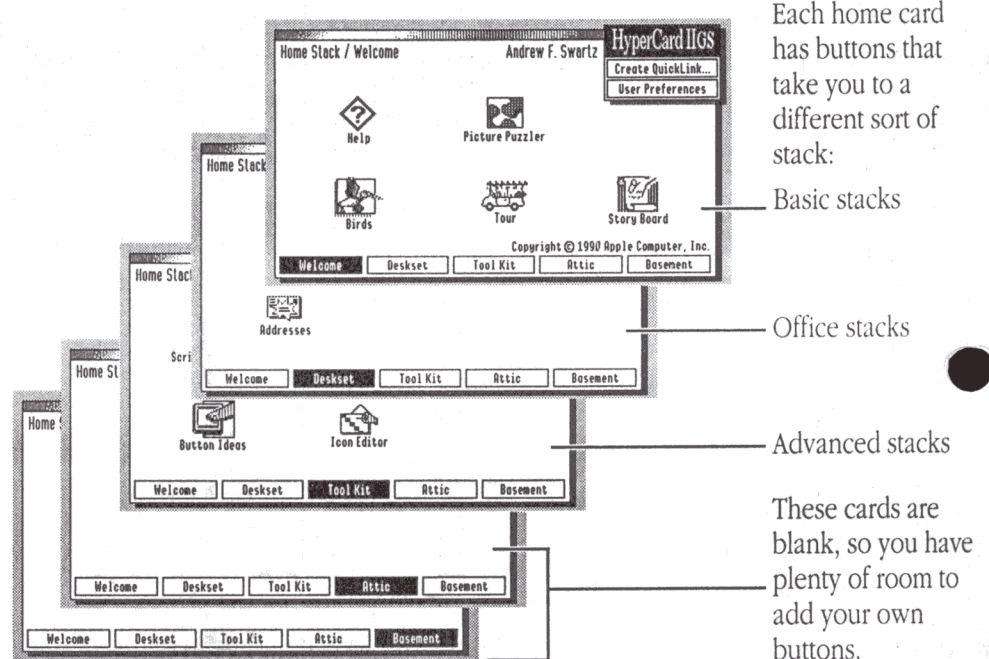 Each home card
has buttons that
take you to a
different sort of
stack:
Home Stack / Welcome
Andrew F. Swartz
HyperCard IIGS
Create QuickLink...
User Preferences
Help
Picture Puzzler
Birds
Tour
Story Board
Copyright © 1990 Apple Computer, Inc.
Welcome Deskset Tool Kit Attic Basement
Basic stacks
Home Stack
Addresses
Welcome Deskset Tool Kit Attic Basement
Office stacks
Home Stac
Scri
Button Ideas
Icon Editor
Welcome Deskset Tool Kit Attic Basement
Advanced stacks
Home St
Welcome Deskset Tool Kit Attic Basement
Home
Welcome Deskset Tool Kit Attic Basement
These cards are
blank, so you have
plenty of room to
add your own
buttons.